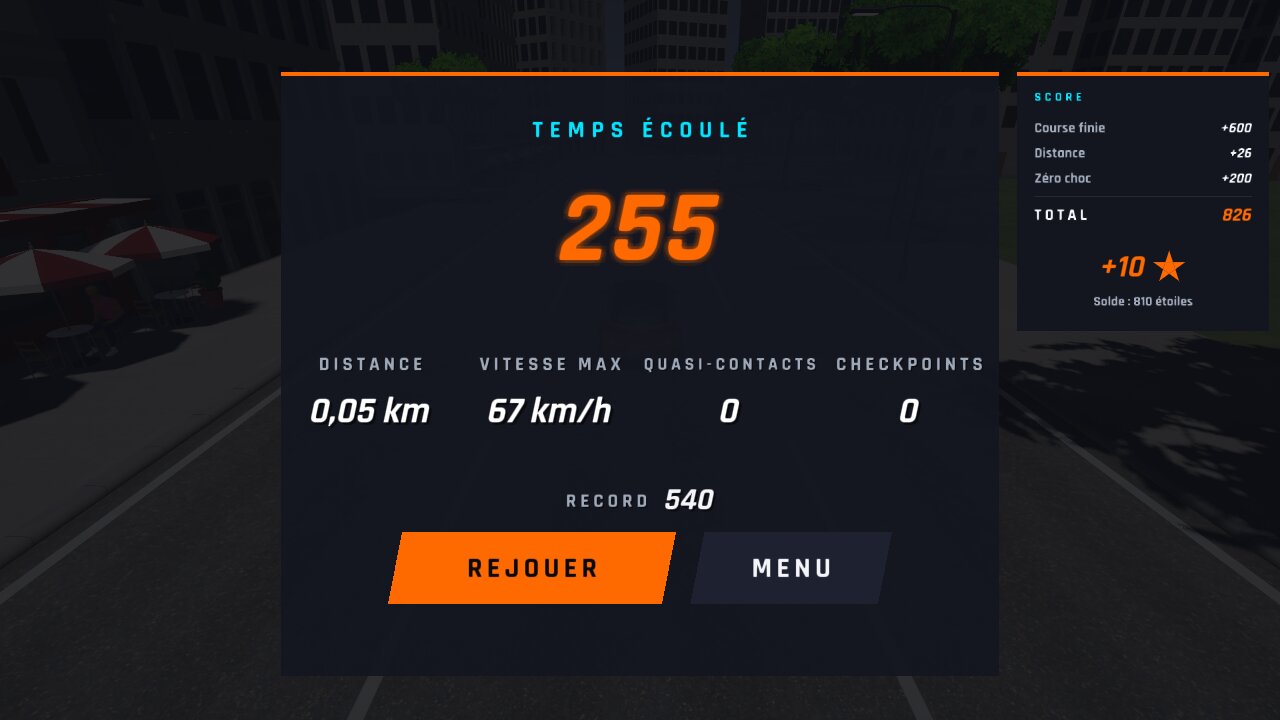 TEMPS ÉCOULÉ
255
DISTANCE VITESSE MAX QUASI-CONTACTS CHECKPOINTS
0,05 km 67 km/h 0 0
RECORD 540
REJOUER MENU
SCORE
Course finie +600
Distance +26
Zéro choc +200
TOTAL 826
+10
Solde : 810 étoiles